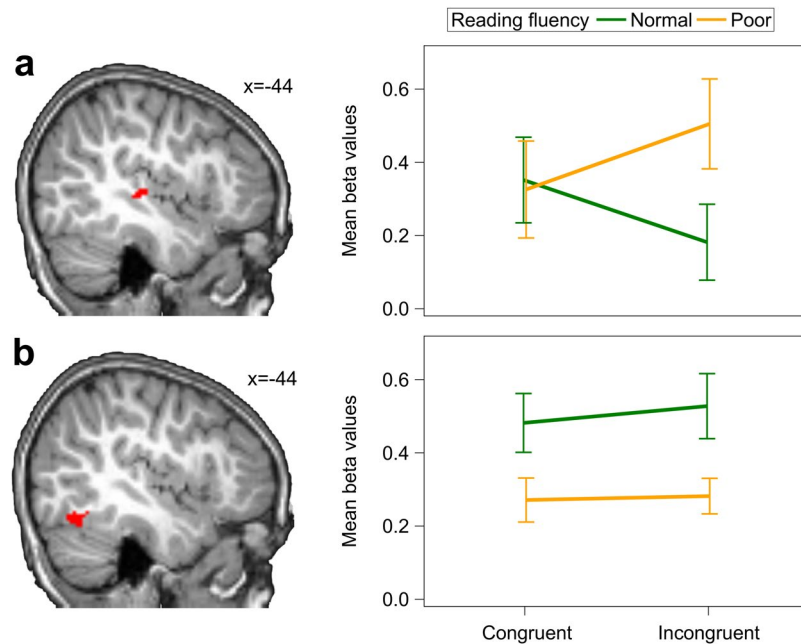 Reading fluency Normal Poor
a
x=-44
Mean beta values
0.6
0.4
0.2
0.0
b
x=-44
Mean beta values
0.6
0.4
0.2
0.0
Congruent Incongruent